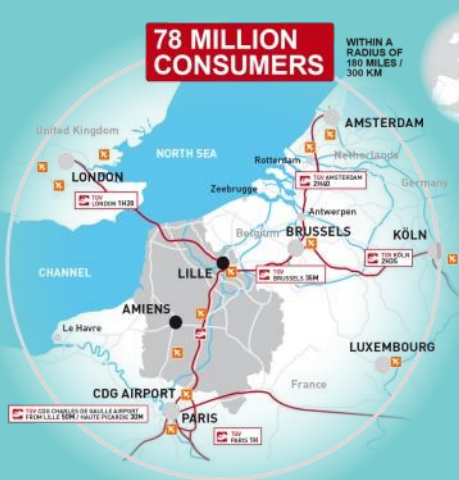 78 MILLION
CONSUMERS
WITHIN A
RADIUS OF
180 MILES /
300 KM
AMSTERDAM
United Kingdom
NORTH SEA
Rotterdam
Netherlands
LONDON
TGV
LONDON 1H20
Zeebrugge
TGV AMSTERDAM
2H40
Germany
Antwerpen
Belgium
BRUSSELS
KÖLN
TGV KÖLN
2H35
CHANNEL
LILLE
TGV
BRUSSELS 35M
AMIENS
Le Havre
LUXEMBOURG
CDG AIRPORT
France
TGV CDG CHARLES DE GAULLE AIRPORT
FROM LILLE 50M / HAUTE PICARDIE 30M
PARIS
TGV
PARIS 1H